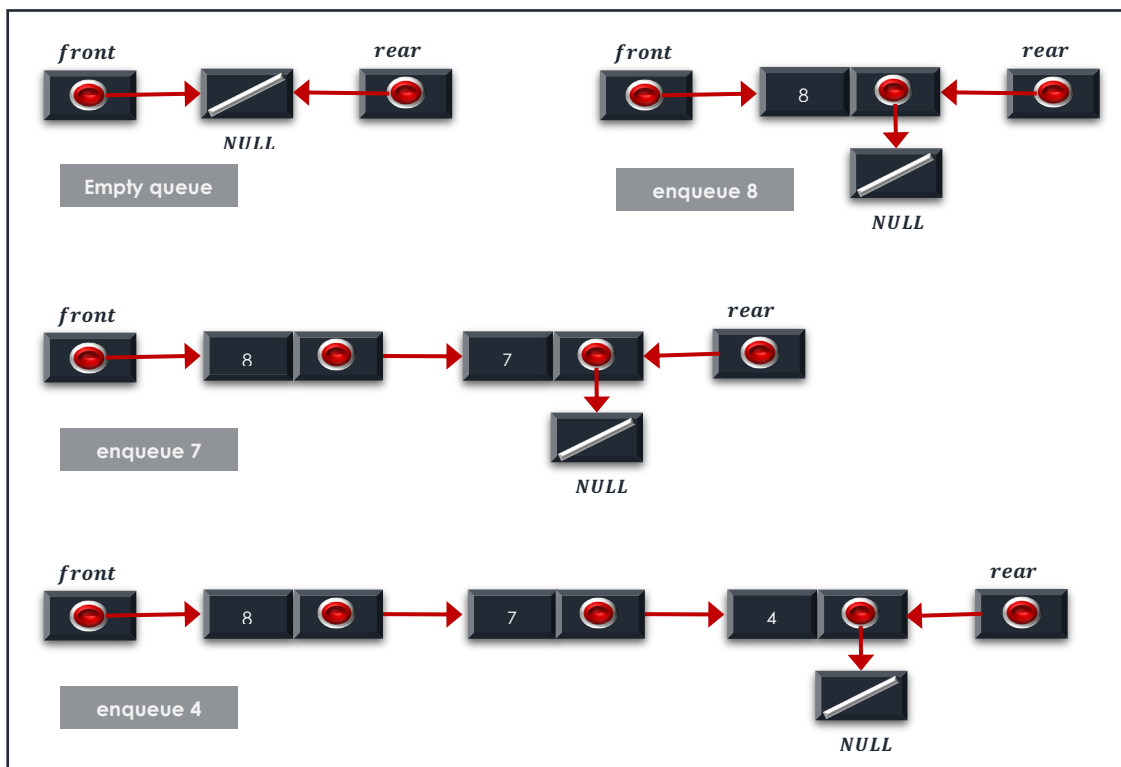 front
rear
NULL
Empty queue
front
rear
8
NULL
enqueue 8
front
rear
8
7
NULL
enqueue 7
front
rear
8
7
4
NULL
enqueue 4